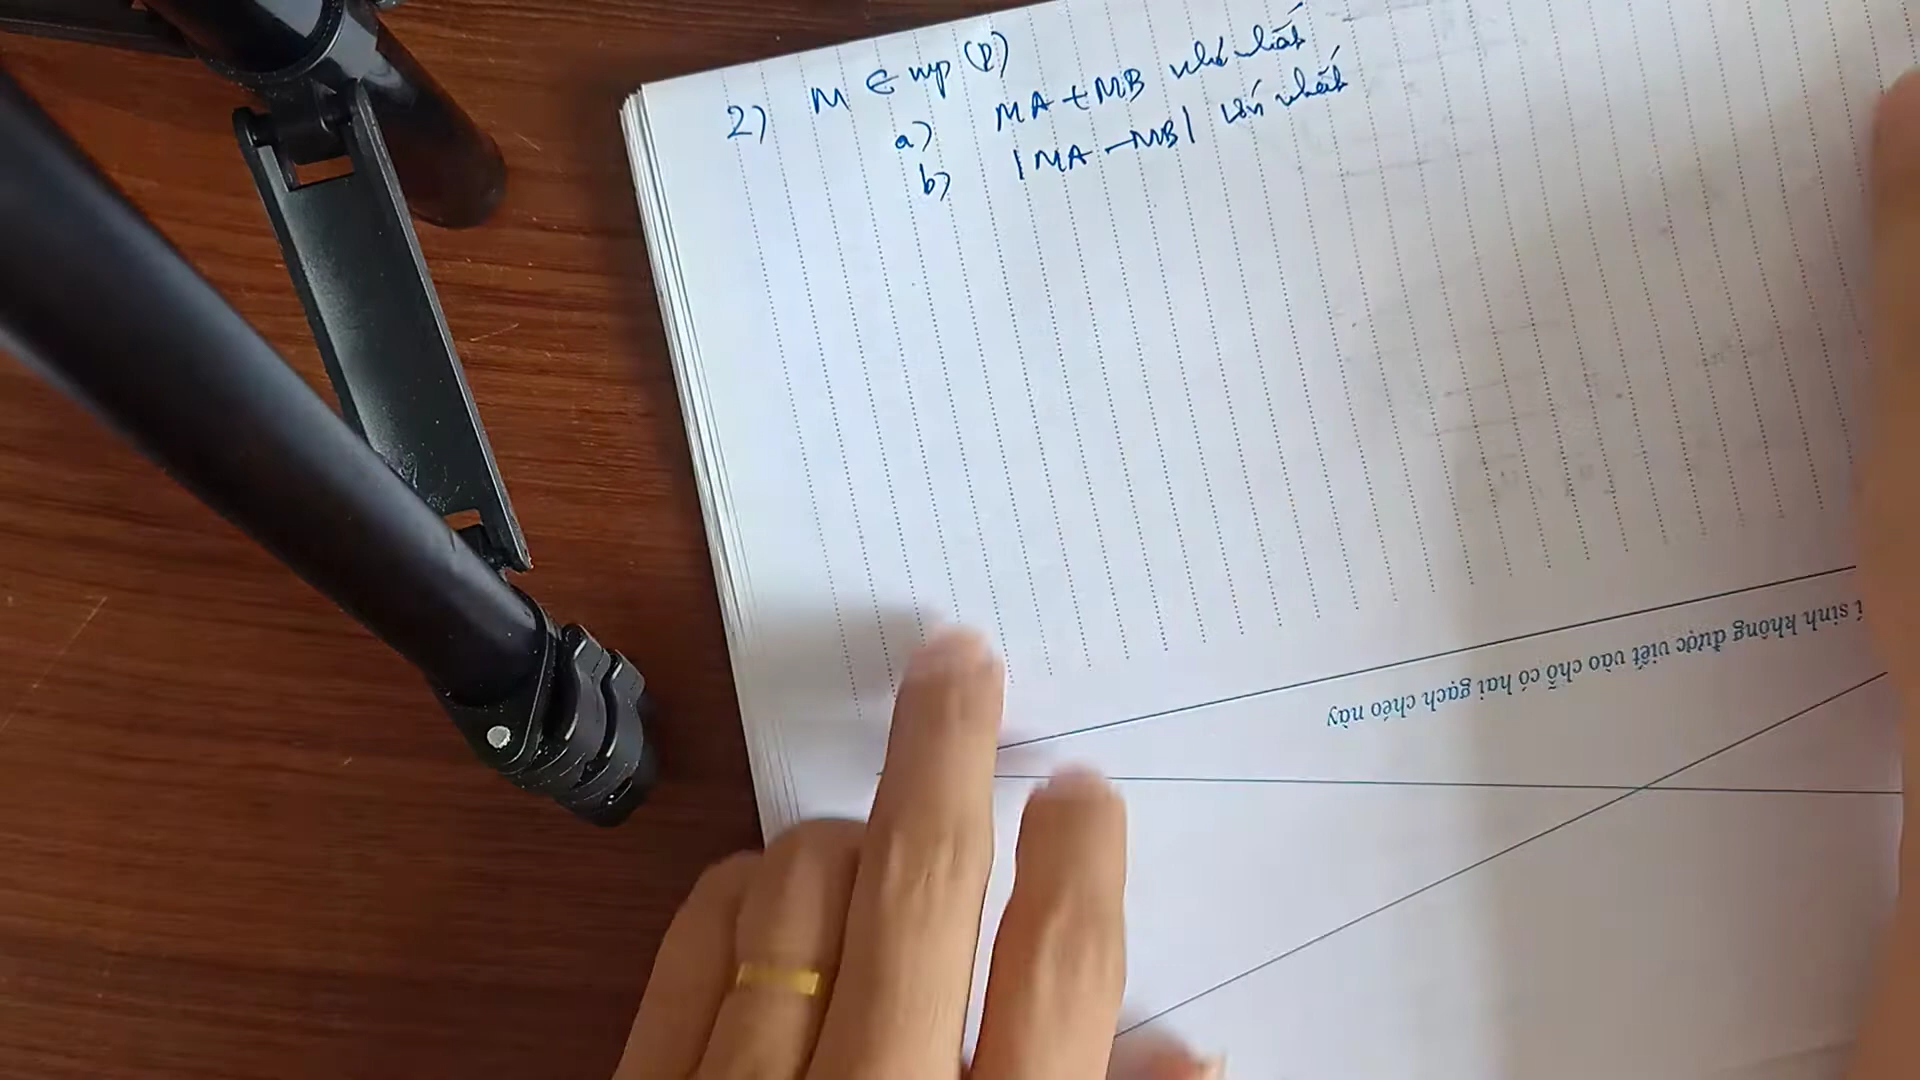 2) M ∈ mp (P)
a) MA + MB nhỏ nhất
b) |MA - MB| lớn nhất
í sinh không được viết vào chỗ có hai gạch chéo này